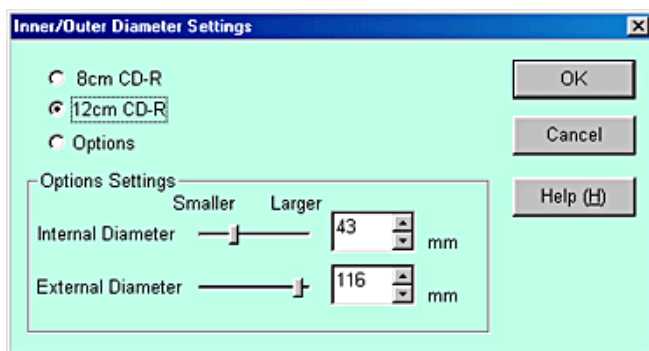 Inner/Outer Diameter Settings
8cm CD-R
12cm CD-R
Options
OK
Cancel
Help (H)
Options Settings
Smaller Larger
Internal Diameter 43 mm
External Diameter 116 mm